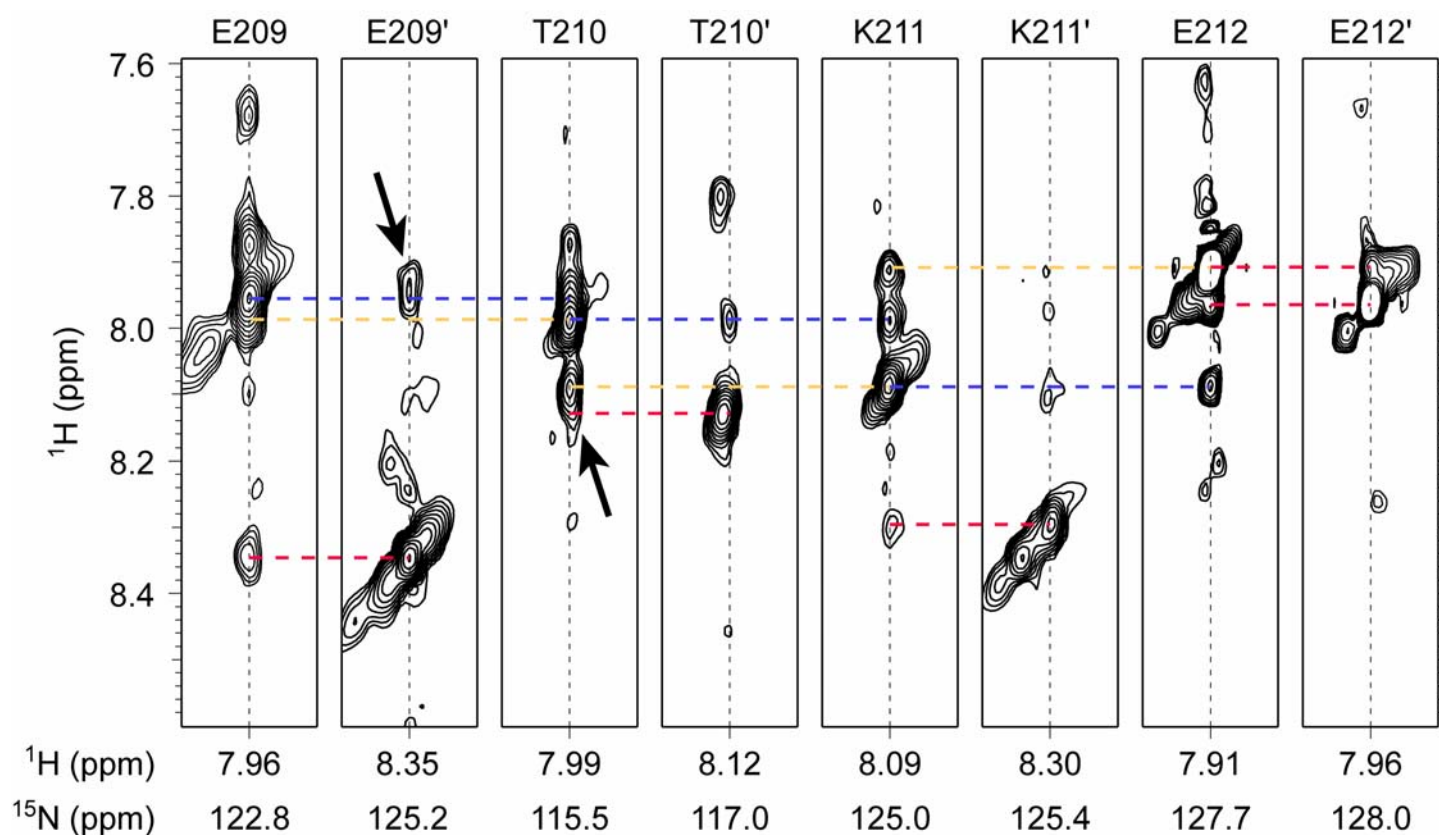 E209 E209' T210 T210' K211 K211' E212 E212'
7.6
7.8
8.0
8.2
8.4
¹H (ppm)
¹H (ppm) 7.96 8.35 7.99 8.12 8.09 8.30 7.91 7.96
¹⁵N (ppm) 122.8 125.2 115.5 117.0 125.0 125.4 127.7 128.0